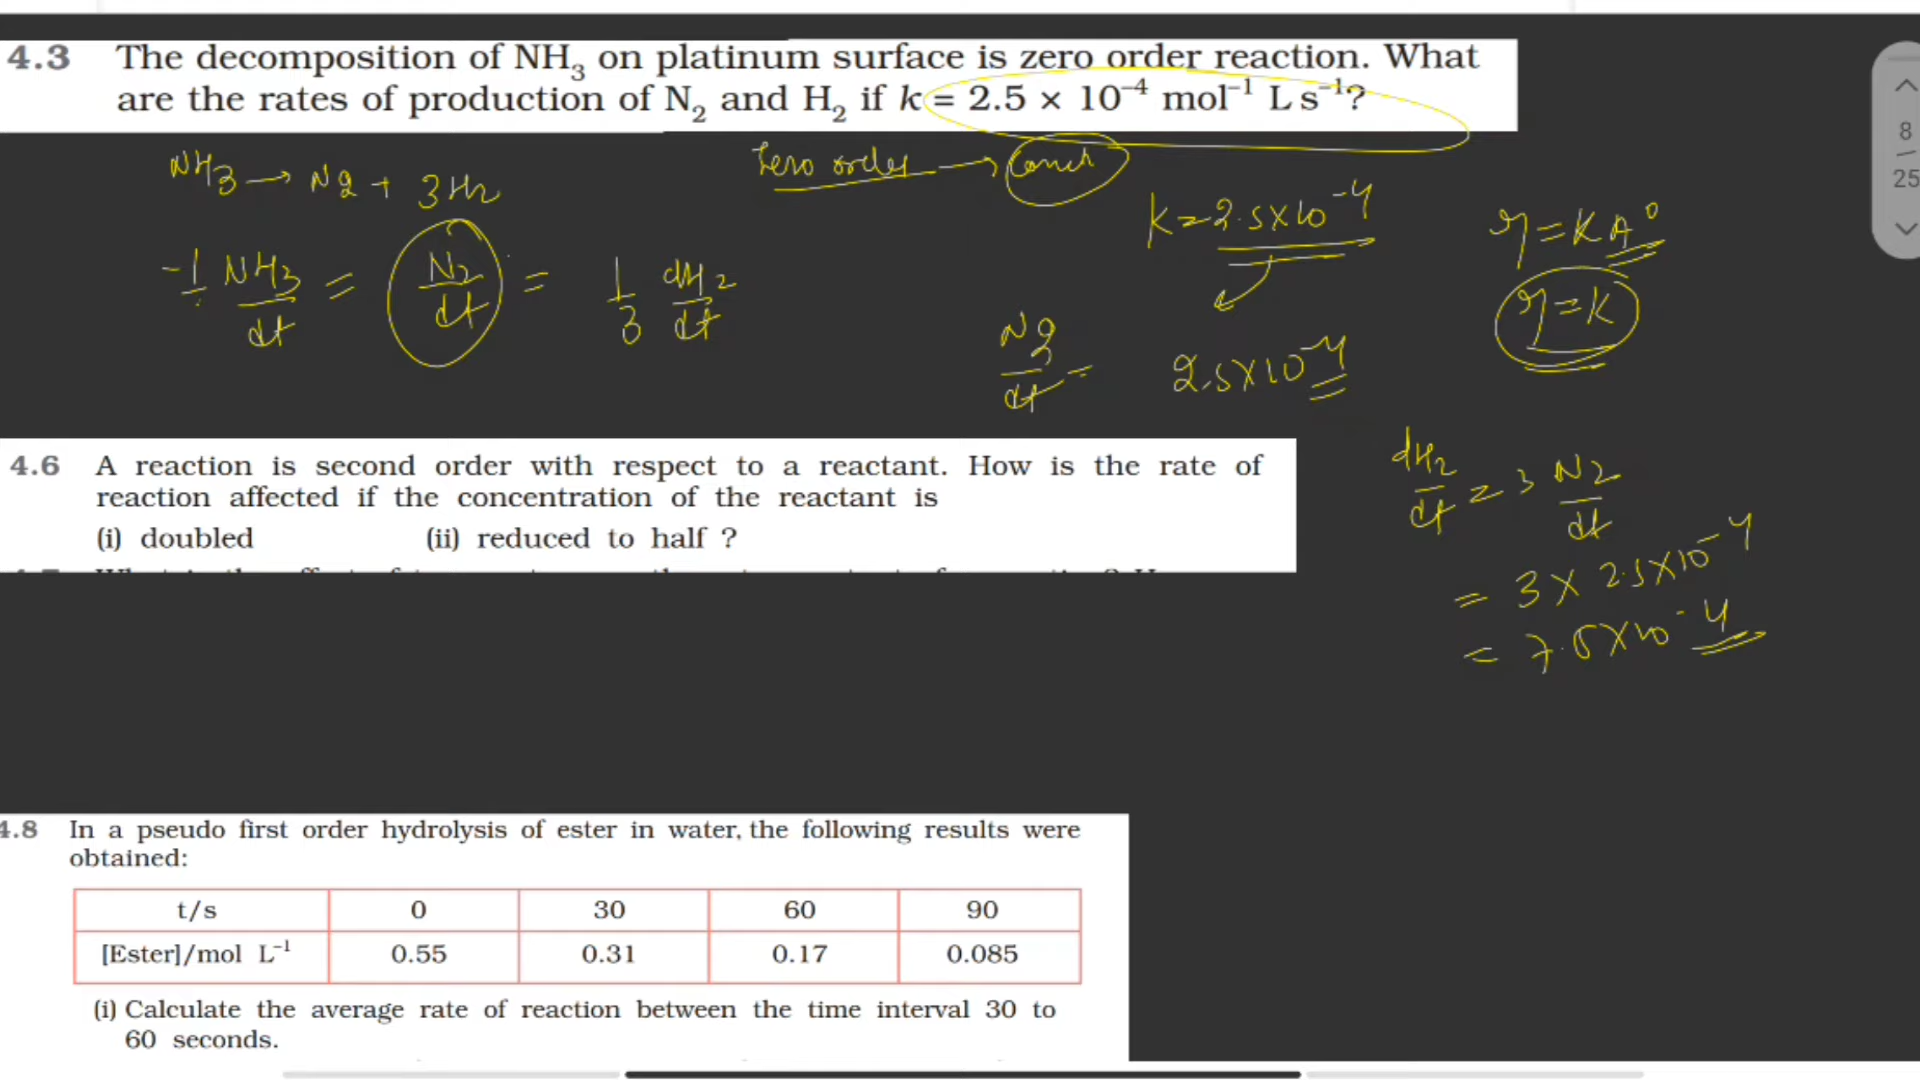 4.3 The decomposition of NH₃ on platinum surface is zero order reaction. What
are the rates of production of N₂ and H₂ if k = 2.5 × 10⁻⁴ mol⁻¹ L s⁻¹?
NH3 → N2 + 3H2
zero order →
-1 NH3/dt = N2/dt = 1/3 dH2/dt
K = 2.5×10⁻⁴
r = KA⁰
r = K
N2/dt = 2.5×10⁻⁴
4.6 A reaction is second order with respect to a reactant. How is the rate of
reaction affected if the concentration of the reactant is
(i) doubled (ii) reduced to half ?
dH2/dt = 3 N2/dt
= 3 × 2.5×10⁻⁴
= 7.5×10⁻⁴
4.8 In a pseudo first order hydrolysis of ester in water, the following results were
obtained:
t/s 0 30 60 90
[Ester]/mol L⁻¹ 0.55 0.31 0.17 0.085
(i) Calculate the average rate of reaction between the time interval 30 to
60 seconds.
8
25